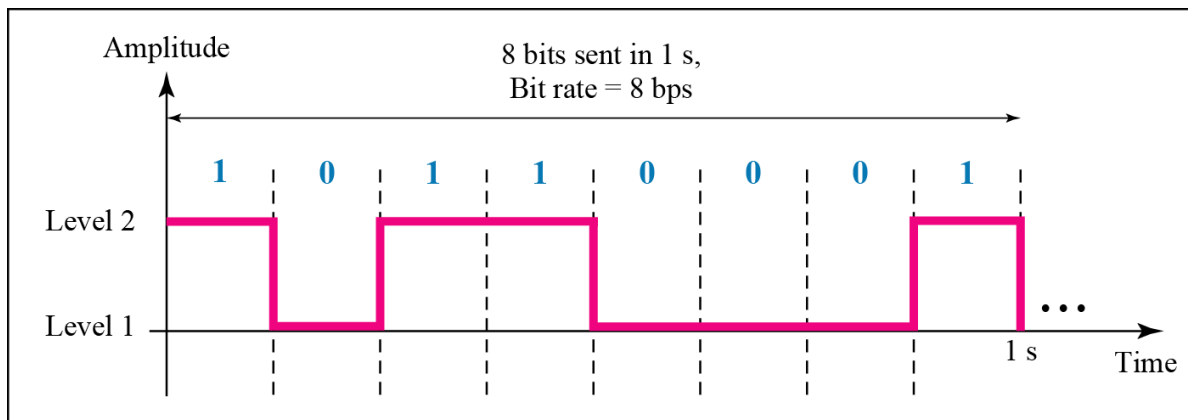 Amplitude
8 bits sent in 1 s,
Bit rate = 8 bps
1 0 1 1 0 0 0 1
Level 2
Level 1
...
1 s
Time